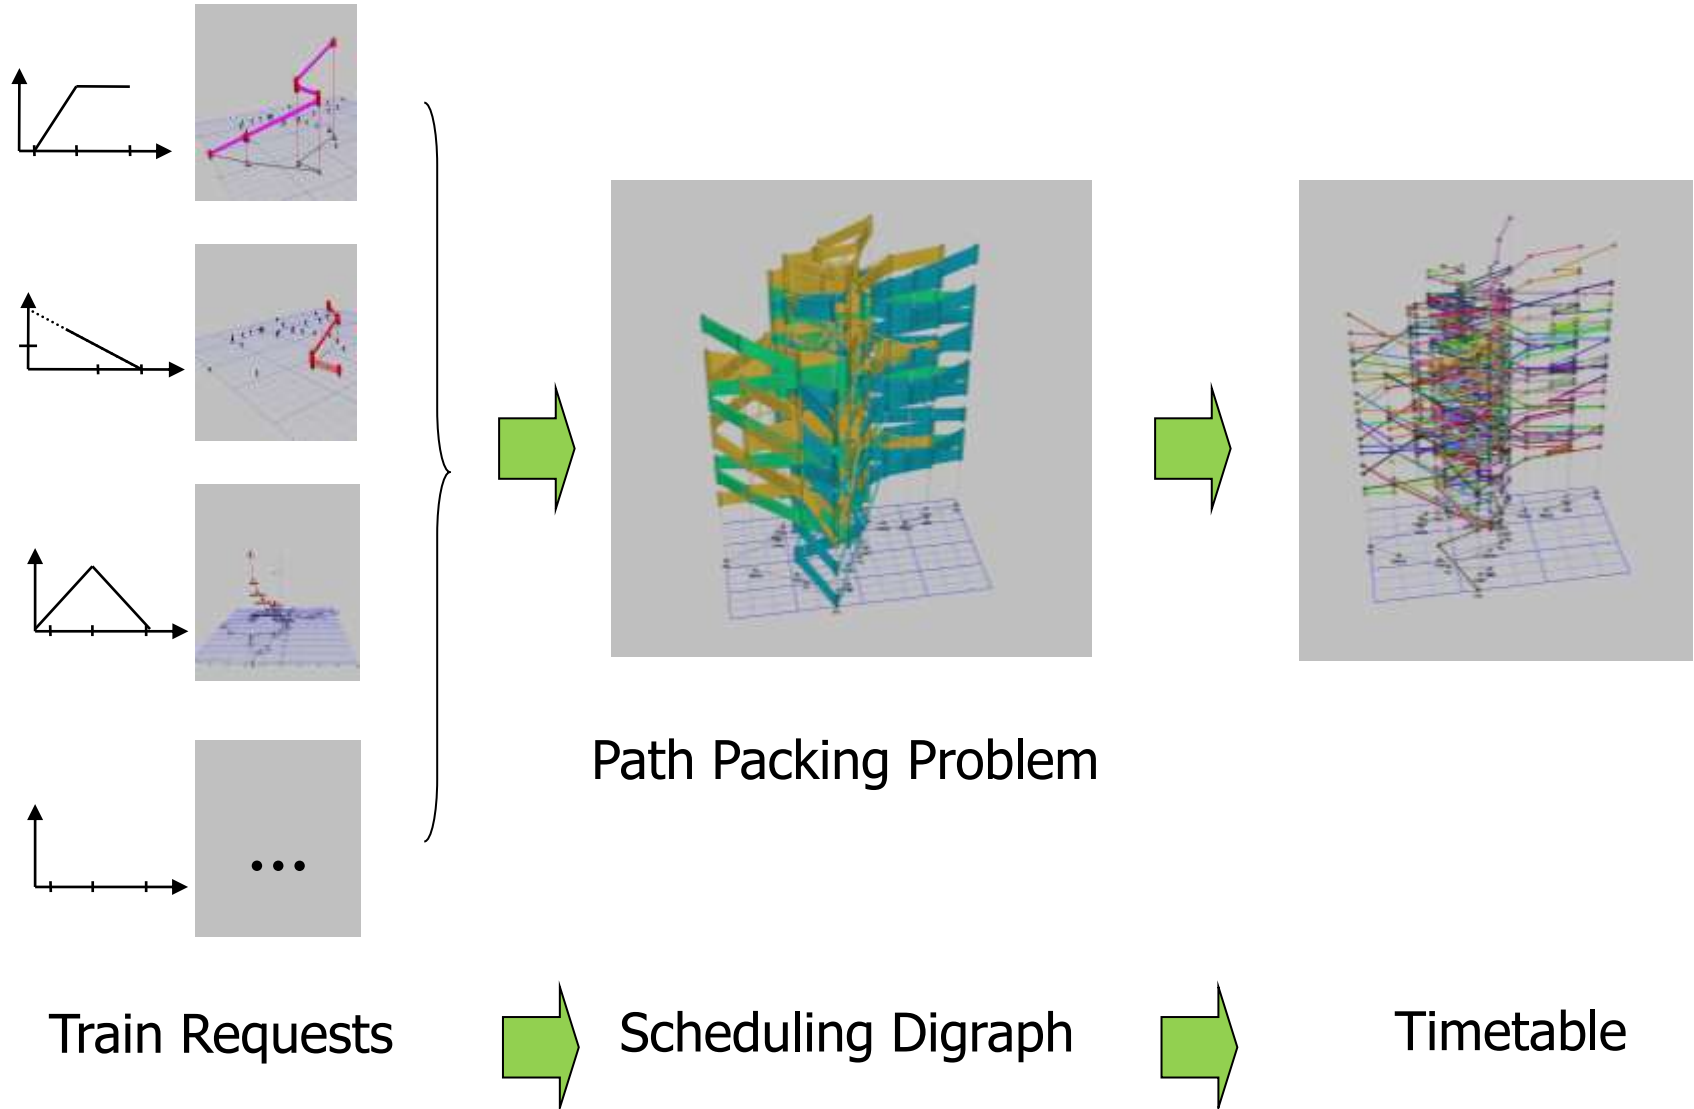 ...
Path Packing Problem
Train Requests
Scheduling Digraph
Timetable